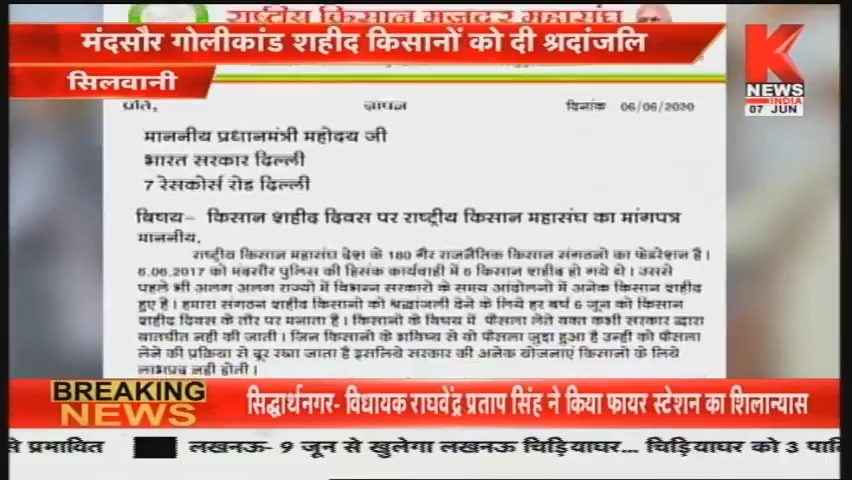 राष्ट्रीय किसान मजदूर महासंघ
मंदसौर गोलीकांड शहीद किसानों को दी श्रदांजलि
सिलवानी
K
NEWS
INDIA
07 JUN
प्रति, ज्ञापन दिनांक 06/06/2020
माननीय प्रधानमंत्री महोदय जी
भारत सरकार दिल्ली
7 रेसकोर्स रोड दिल्ली
विषय– किसान शहीद दिवस पर राष्ट्रीय किसान महासंघ का मांगपत्र
माननीय,
राष्ट्रीय किसान महासंघ देश के 180 गैर राजनैतिक किसान संगठनो का फेडरेशन है।
6.06.2017 को मंदसौर पुलिस की हिसंक कार्यवाही में 6 किसान शहीद हो गये थे। उससे
पहले भी अलग अलग राज्यों में विभिन्न सरकारो के समय आंदोलनो में अनेक किसान शहीद
हुए है। हमारा संगठन शहीद किसानो को श्रद्धांजली देने के लिये हर वर्ष 6 जून को किसान
शहीद दिवस के तौर पर मनाता है। किसानो के विषय में फैसला लेते वक्त कभी सरकार द्वारा
बातचीत नही की जाती। जिन किसानो के भविष्य से वो फैसला जुडा हुआ है उन्ही को फैसला
लेने की प्रक्रिया से दूर रखा जाता है इसलिये सरकार की अनेक योजनाएं किसानो के लिये
लाभप्रद नही होती।
BREAKING
NEWS
सिद्धार्थनगर- विधायक राघवेंद्र प्रताप सिंह ने किया फायर स्टेशन का शिलान्यास
से प्रभावित लखनऊ- 9 जून से खुलेगा लखनऊ चिड़ियाघर... चिड़ियाघर को 3